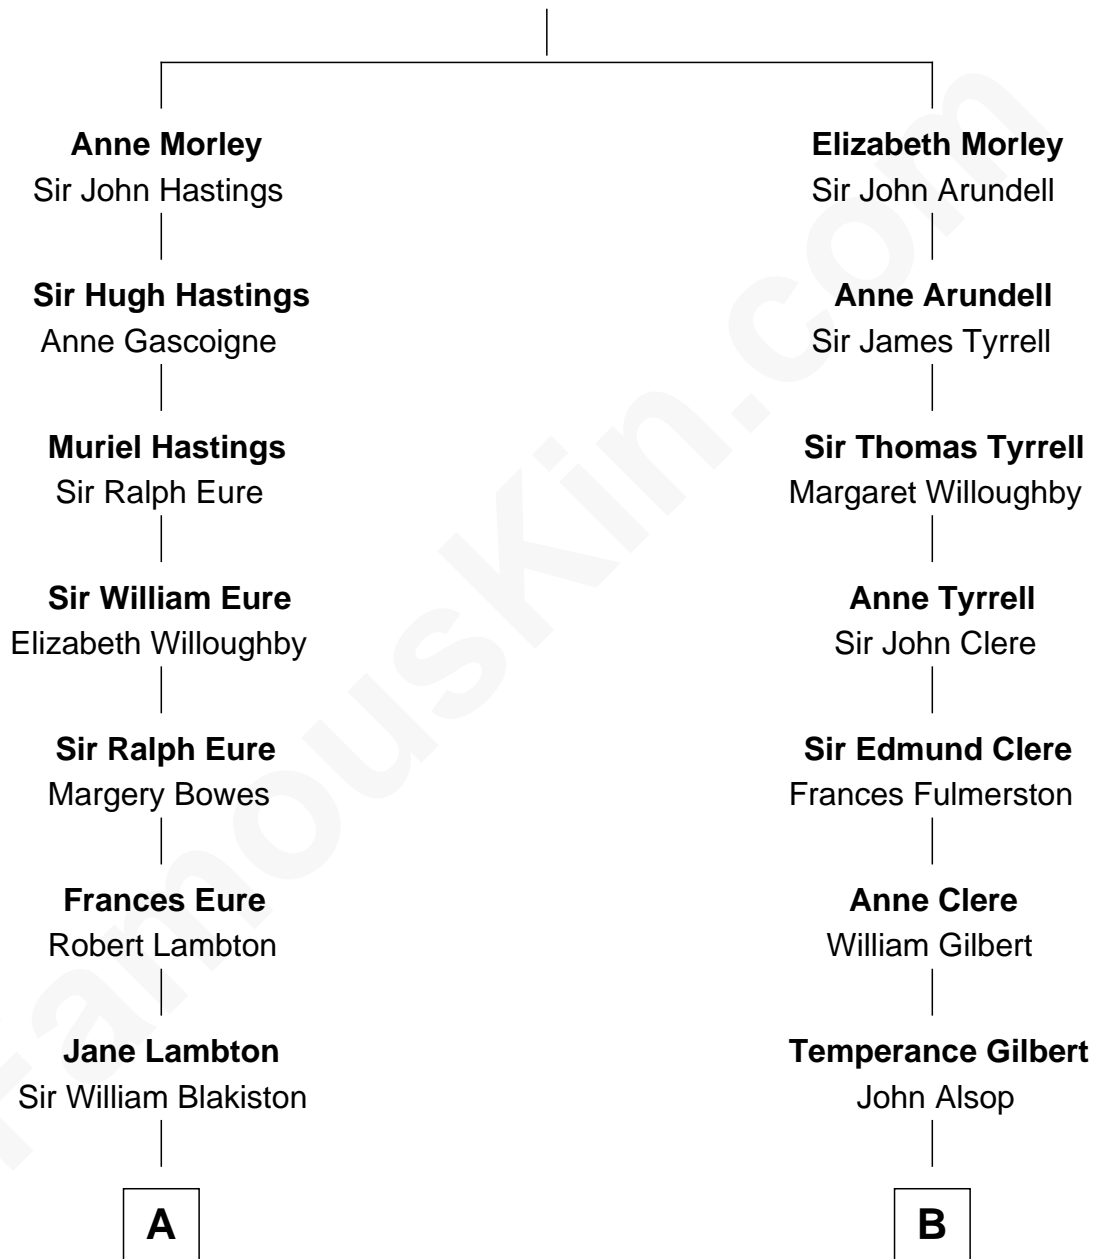 Anne Morley
Sir John Hastings
Sir Hugh Hastings
Anne Gascoigne
Muriel Hastings
Sir Ralph Eure
Sir William Eure
Elizabeth Willoughby
Sir Ralph Eure
Margery Bowes
Frances Eure
Robert Lambton
Jane Lambton
Sir William Blakiston
A
Elizabeth Morley
Sir John Arundell
Anne Arundell
Sir James Tyrrell
Sir Thomas Tyrrell
Margaret Willoughby
Anne Tyrrell
Sir John Clere
Sir Edmund Clere
Frances Fulmerston
Anne Clere
William Gilbert
Temperance Gilbert
John Alsop
B
FamousKin.com